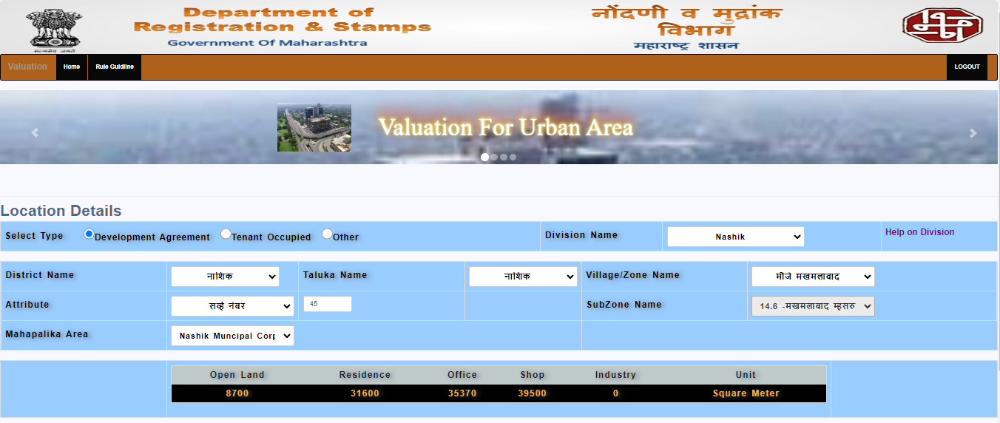 Department of
Registration & Stamps
Government Of Maharashtra
नोंदणी व मुद्रांक
विभाग
महाराष्ट्र शासन
सत्यमेव जयते
Valuation Home Rule Guidline LOGOUT
Valuation For Urban Area
Location Details
Select Type Development Agreement Tenant Occupied Other Division Name Nashik Help on Division
District Name नाशिक Taluka Name नाशिक Village/Zone Name मौजे मखमलाबाद
Attribute सर्व्हे नंबर 45 SubZone Name 14.6 -मखमलाबाद म्हसरु
Mahapalika Area Nashik Muncipal Corp
Open Land Residence Office Shop Industry Unit
8700 31600 35370 39500 0 Square Meter